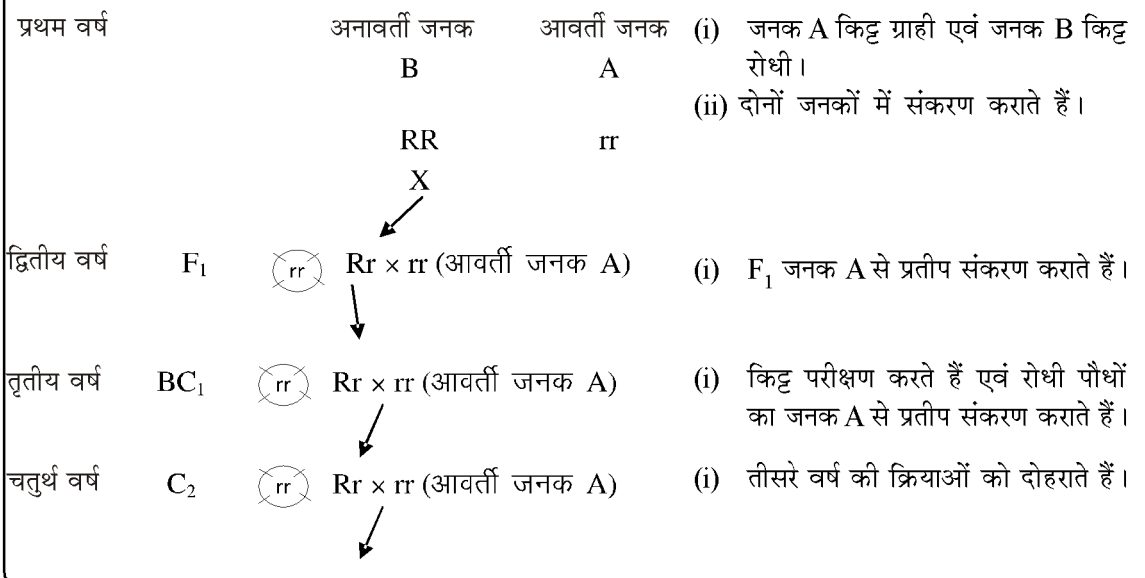 प्रथम वर्ष अनावर्ती जनक आवर्ती जनक (i) जनक A किट्ट ग्राही एवं जनक B किट्ट
B A रोधी।
(ii) दोनों जनकों में संकरण कराते हैं।
RR rr
X
द्वितीय वर्ष F₁ rr Rr × rr (आवर्ती जनक A) (i) F₁ जनक A से प्रतीप संकरण कराते हैं।
तृतीय वर्ष BC₁ rr Rr × rr (आवर्ती जनक A) (i) किट्ट परीक्षण करते हैं एवं रोधी पौधों
का जनक A से प्रतीप संकरण कराते हैं।
चतुर्थ वर्ष C₂ rr Rr × rr (आवर्ती जनक A) (i) तीसरे वर्ष की क्रियाओं को दोहराते हैं।